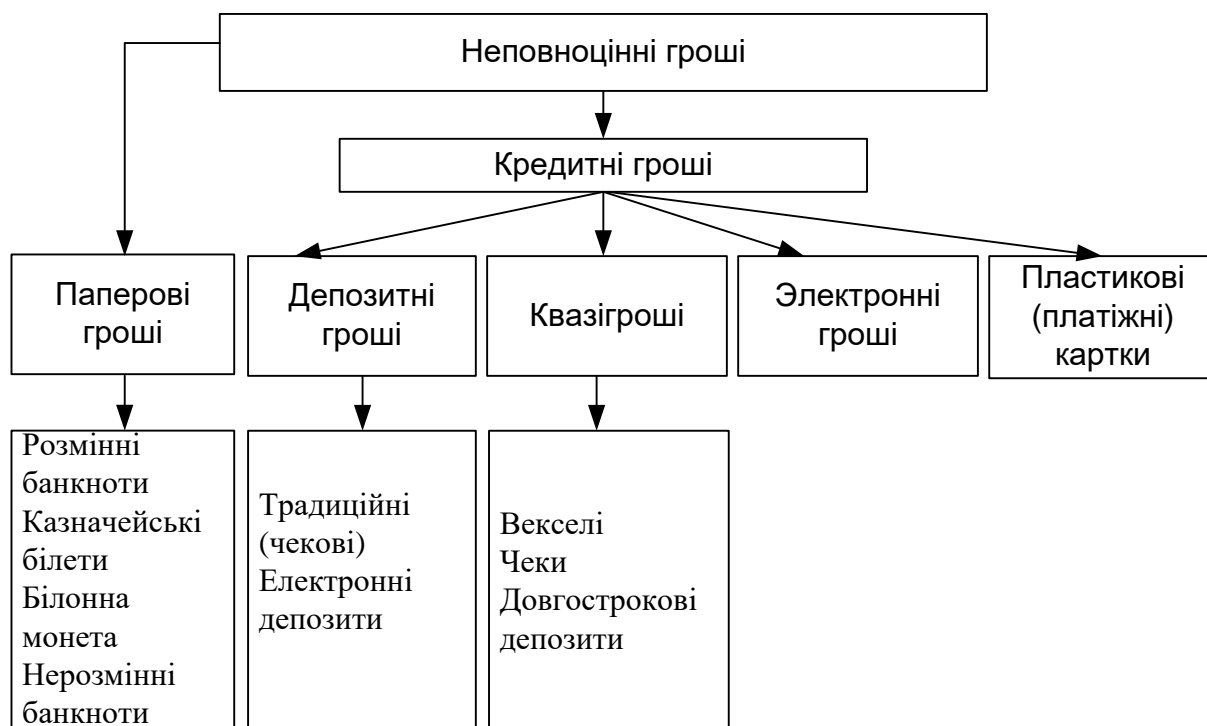 Неповноцінні гроші
Кредитні гроші
Паперові
гроші
Депозитні
гроші
Квазігроші
Электронні
гроші
Пластикові
(платіжні)
картки
Розмінні
банкноти
Казначейські
білети
Білонна
монета
Нерозмінні
банкноти
Традиційні
(чекові)
Електронні
депозити
Векселі
Чеки
Довгострокові
депозити